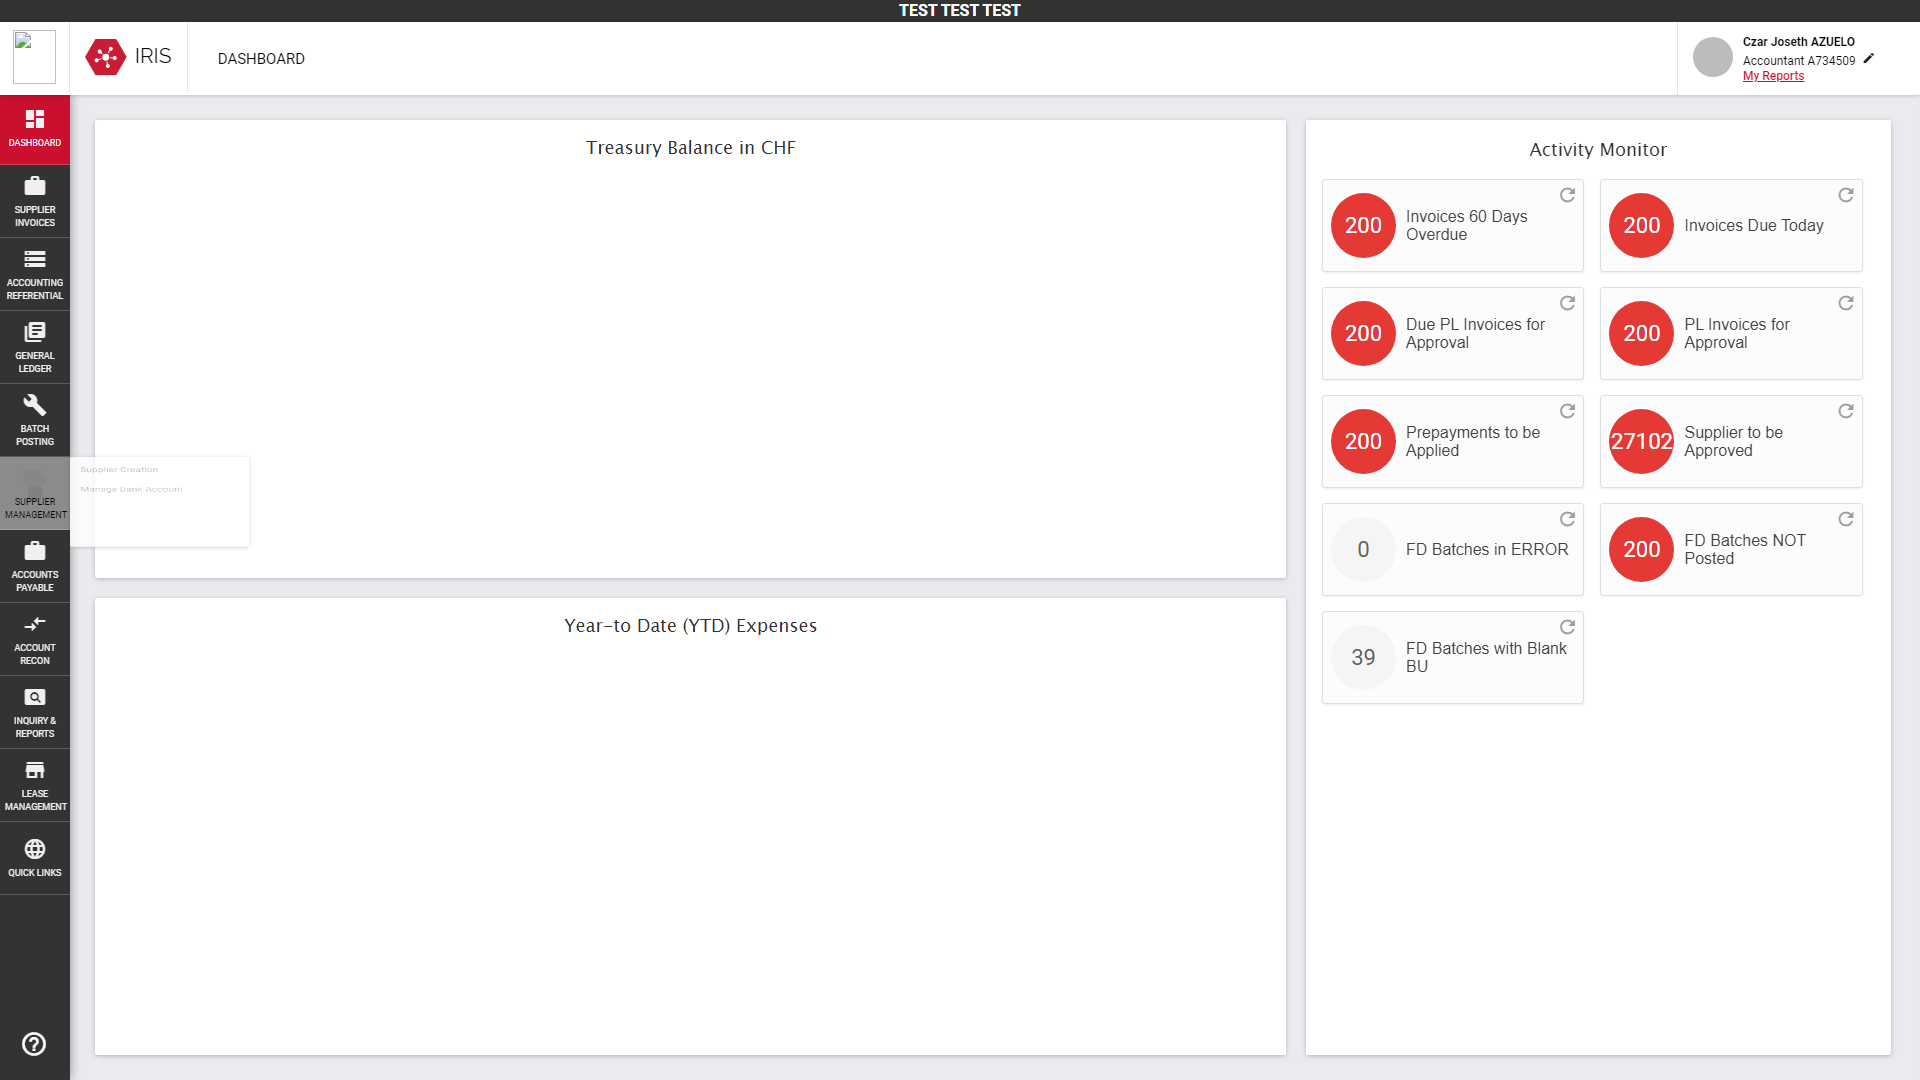 TEST TEST TEST
IRIS
DASHBOARD
Czar Joseth AZUELO
Accountant A734509
My Reports
DASHBOARD
SUPPLIER
INVOICES
ACCOUNTING
REFERENTIAL
GENERAL
LEDGER
BATCH
POSTING
SUPPLIER
MANAGEMENT
Supplier Creation
Manage Bank Account
ACCOUNTS
PAYABLE
ACCOUNT
RECON
INQUIRY &
REPORTS
LEASE
MANAGEMENT
QUICK LINKS
Treasury Balance in CHF
Year-to Date (YTD) Expenses
Activity Monitor
200
Invoices 60 Days
Overdue
200
Invoices Due Today
200
Due PL Invoices for
Approval
200
PL Invoices for
Approval
200
Prepayments to be
Applied
27102
Supplier to be
Approved
0
FD Batches in ERROR
200
FD Batches NOT
Posted
39
FD Batches with Blank
BU